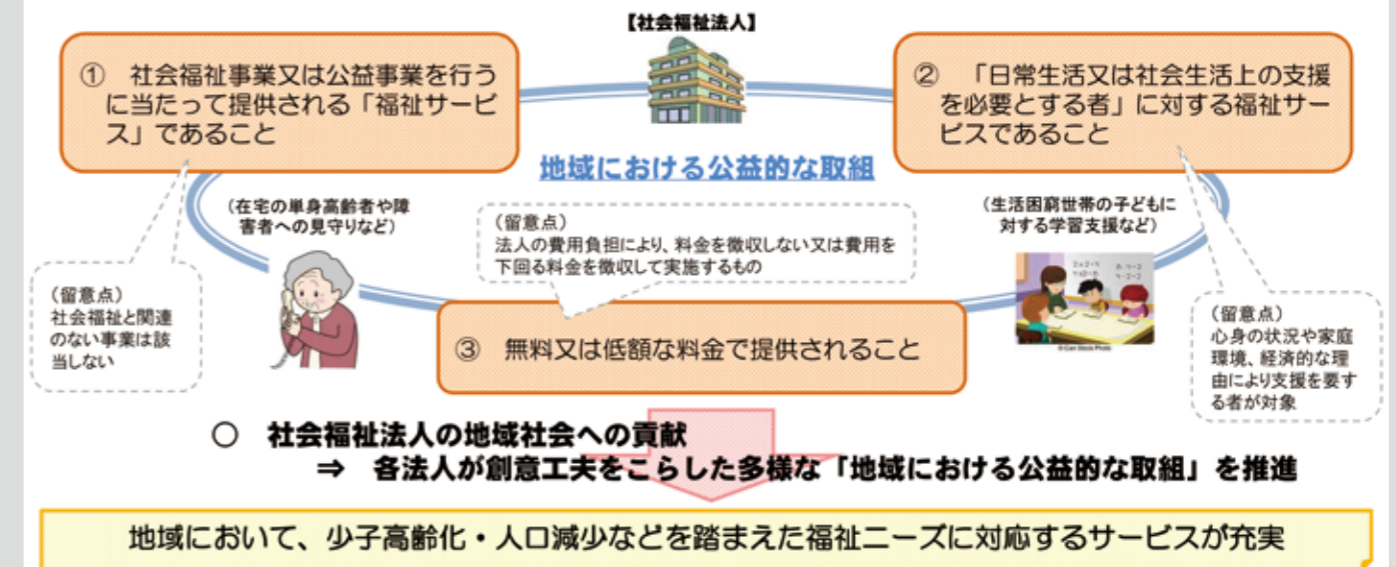 【社会福祉法人】
① 社会福祉事業又は公益事業を行う
に当たって提供される「福祉サービ
ス」であること
② 「日常生活又は社会生活上の支援
を必要とする者」に対する福祉サー
ビスであること
地域における公益的な取組
(在宅の単身高齢者や障
害者への見守りなど)
(留意点)
法人の費用負担により、料金を徴収しない又は費用を
下回る料金を徴収して実施するもの
(生活困窮世帯の子どもに
対する学習支援など)
(留意点)
社会福祉と関連
のない事業は該
当しない
© Can Stock Photo
(留意点)
心身の状況や家庭
環境、経済的な理
由により支援を要す
る者が対象
③ 無料又は低額な料金で提供されること
○ 社会福祉法人の地域社会への貢献
⇒ 各法人が創意工夫をこらした多様な「地域における公益的な取組」を推進
地域において、少子高齢化・人口減少などを踏まえた福祉ニーズに対応するサービスが充実